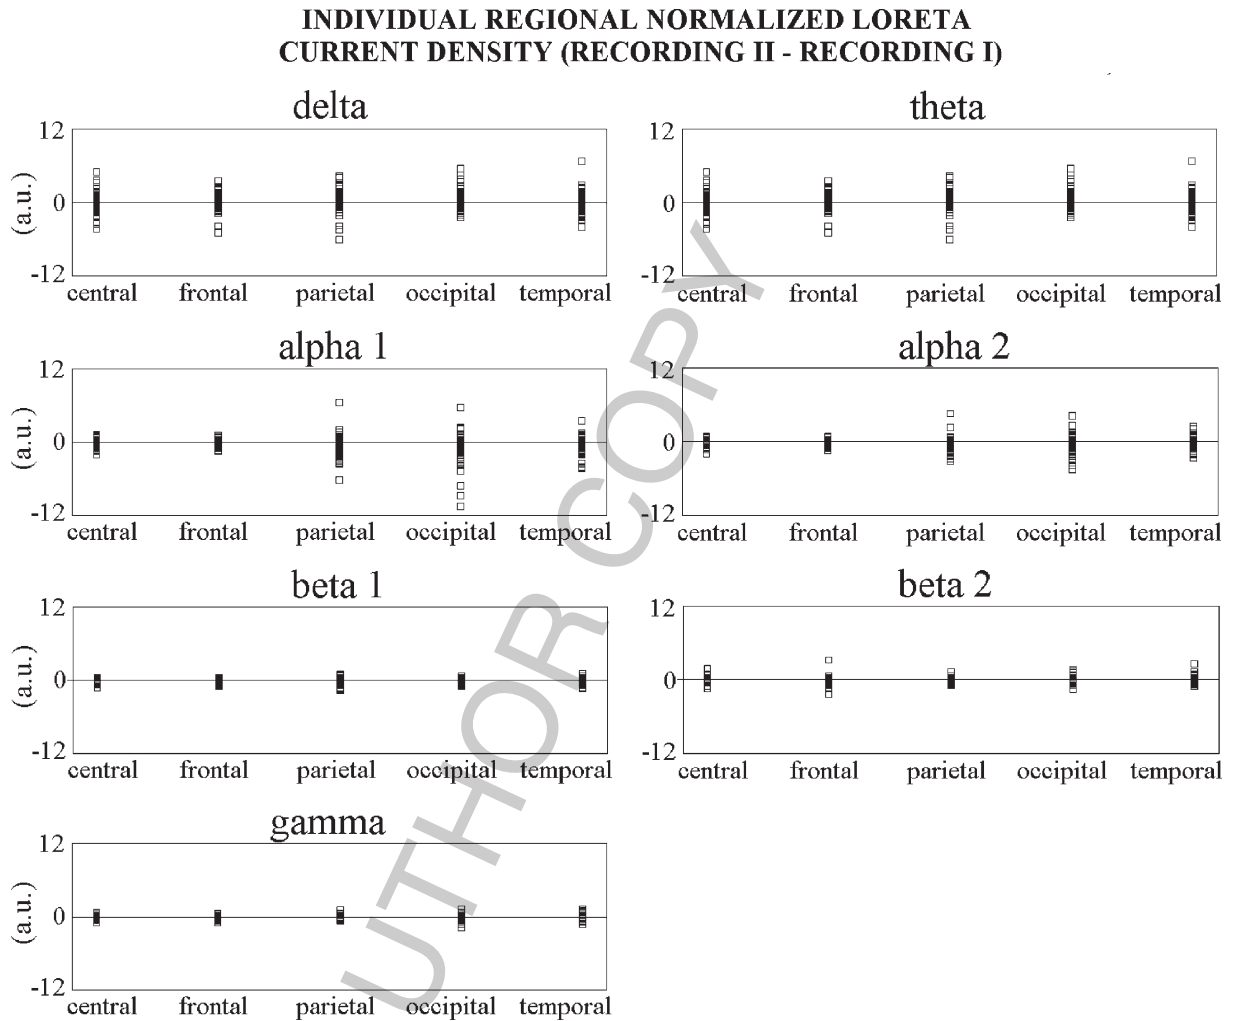 INDIVIDUAL REGIONAL NORMALIZED LORETA
CURRENT DENSITY (RECORDING II - RECORDING I)
delta
12
0
-12
(a.u.)
central frontal parietal occipital temporal
theta
12
0
-12
central frontal parietal occipital temporal
alpha 1
12
0
-12
(a.u.)
central frontal parietal occipital temporal
alpha 2
12
0
-12
central frontal parietal occipital temporal
beta 1
12
0
-12
(a.u.)
central frontal parietal occipital temporal
beta 2
12
0
-12
central frontal parietal occipital temporal
gamma
12
0
-12
(a.u.)
central frontal parietal occipital temporal
UTHOR COPY